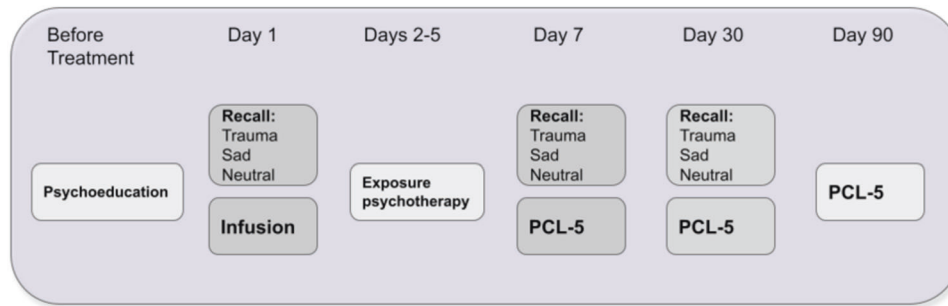 Before
Treatment
Day 1
Days 2-5
Day 7
Day 30
Day 90
Psychoeducation
Recall:
Trauma
Sad
Neutral
Infusion
Exposure
psychotherapy
Recall:
Trauma
Sad
Neutral
PCL-5
Recall:
Trauma
Sad
Neutral
PCL-5
PCL-5